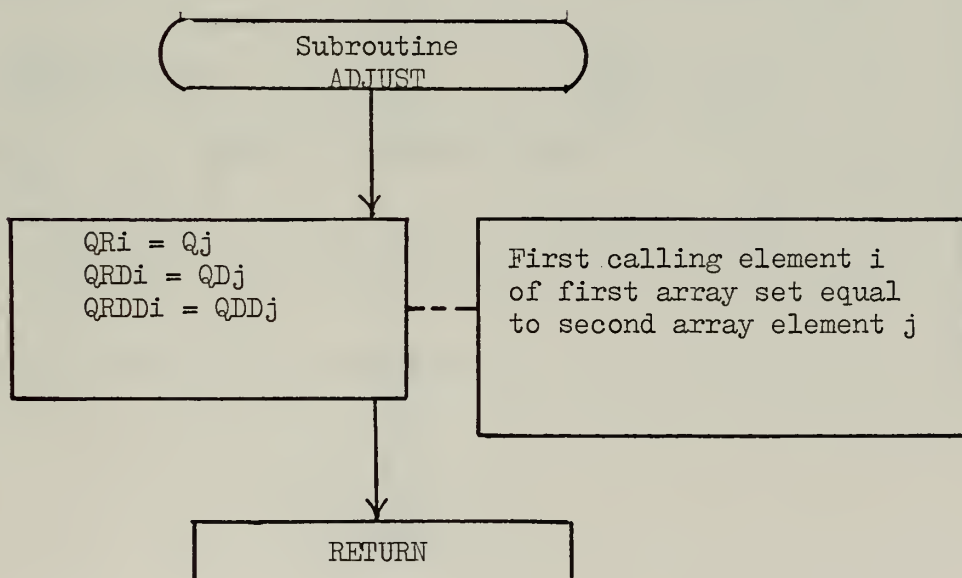 Subroutine
ADJUST
QRi = Qj
QRDi = QDj
QRDDi = QDDj
First calling element i
of first array set equal
to second array element j
RETURN